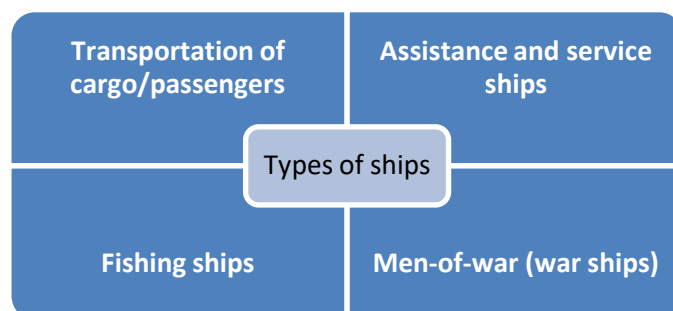 Transportation of
cargo/passengers
Assistance and service
ships
Types of ships
Fishing ships
Men-of-war (war ships)